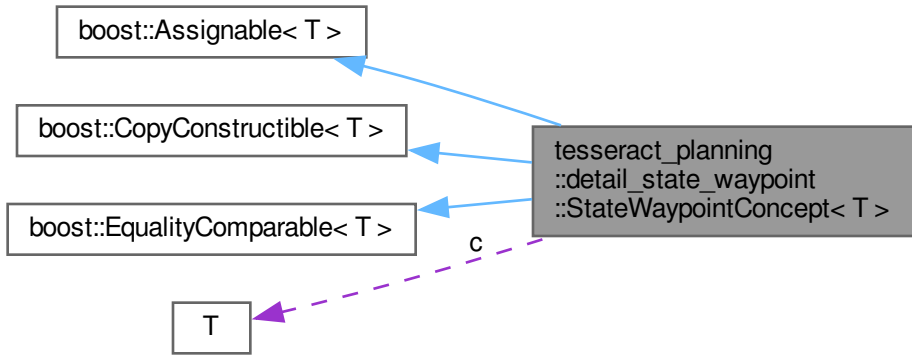 boost::Assignable< T >
boost::CopyConstructible< T >
boost::EqualityComparable< T >
T
c
tesseract_planning
::detail_state_waypoint
::StateWaypointConcept< T >